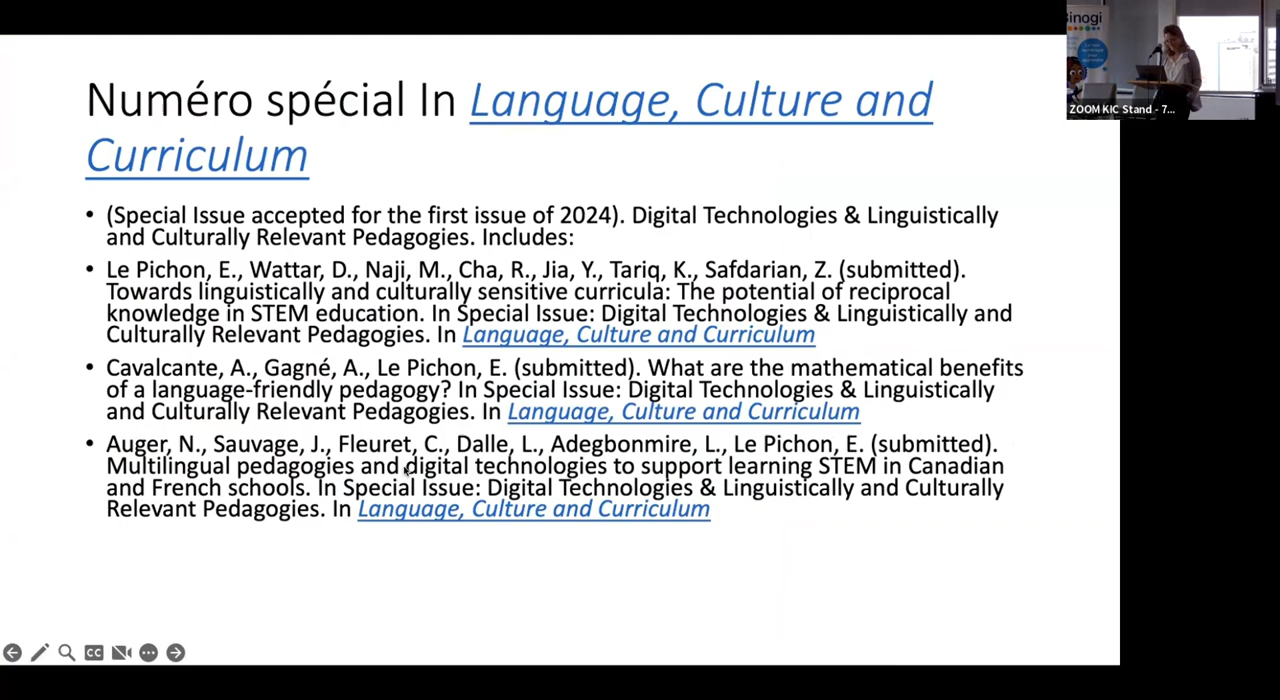 Numéro spécial In Language, Culture and
Curriculum
• (Special Issue accepted for the first issue of 2024). Digital Technologies & Linguistically
and Culturally Relevant Pedagogies. Includes:
• Le Pichon, E., Wattar, D., Naji, M., Cha, R., Jia, Y., Tariq, K., Safdarian, Z. (submitted).
Towards linguistically and culturally sensitive curricula: The potential of reciprocal
knowledge in STEM education. In Special Issue: Digital Technologies & Linguistically and
Culturally Relevant Pedagogies. In Language, Culture and Curriculum
• Cavalcante, A., Gagné, A., Le Pichon, E. (submitted). What are the mathematical benefits
of a language-friendly pedagogy? In Special Issue: Digital Technologies & Linguistically
and Culturally Relevant Pedagogies. In Language, Culture and Curriculum
• Auger, N., Sauvage, J., Fleuret, C., Dalle, L., Adegbonmire, L., Le Pichon, E. (submitted).
Multilingual pedagogies and digital technologies to support learning STEM in Canadian
and French schools. In Special Issue: Digital Technologies & Linguistically and Culturally
Relevant Pedagogies. In Language, Culture and Curriculum
Binogi
ZOOM KIC Stand - 7...
CC